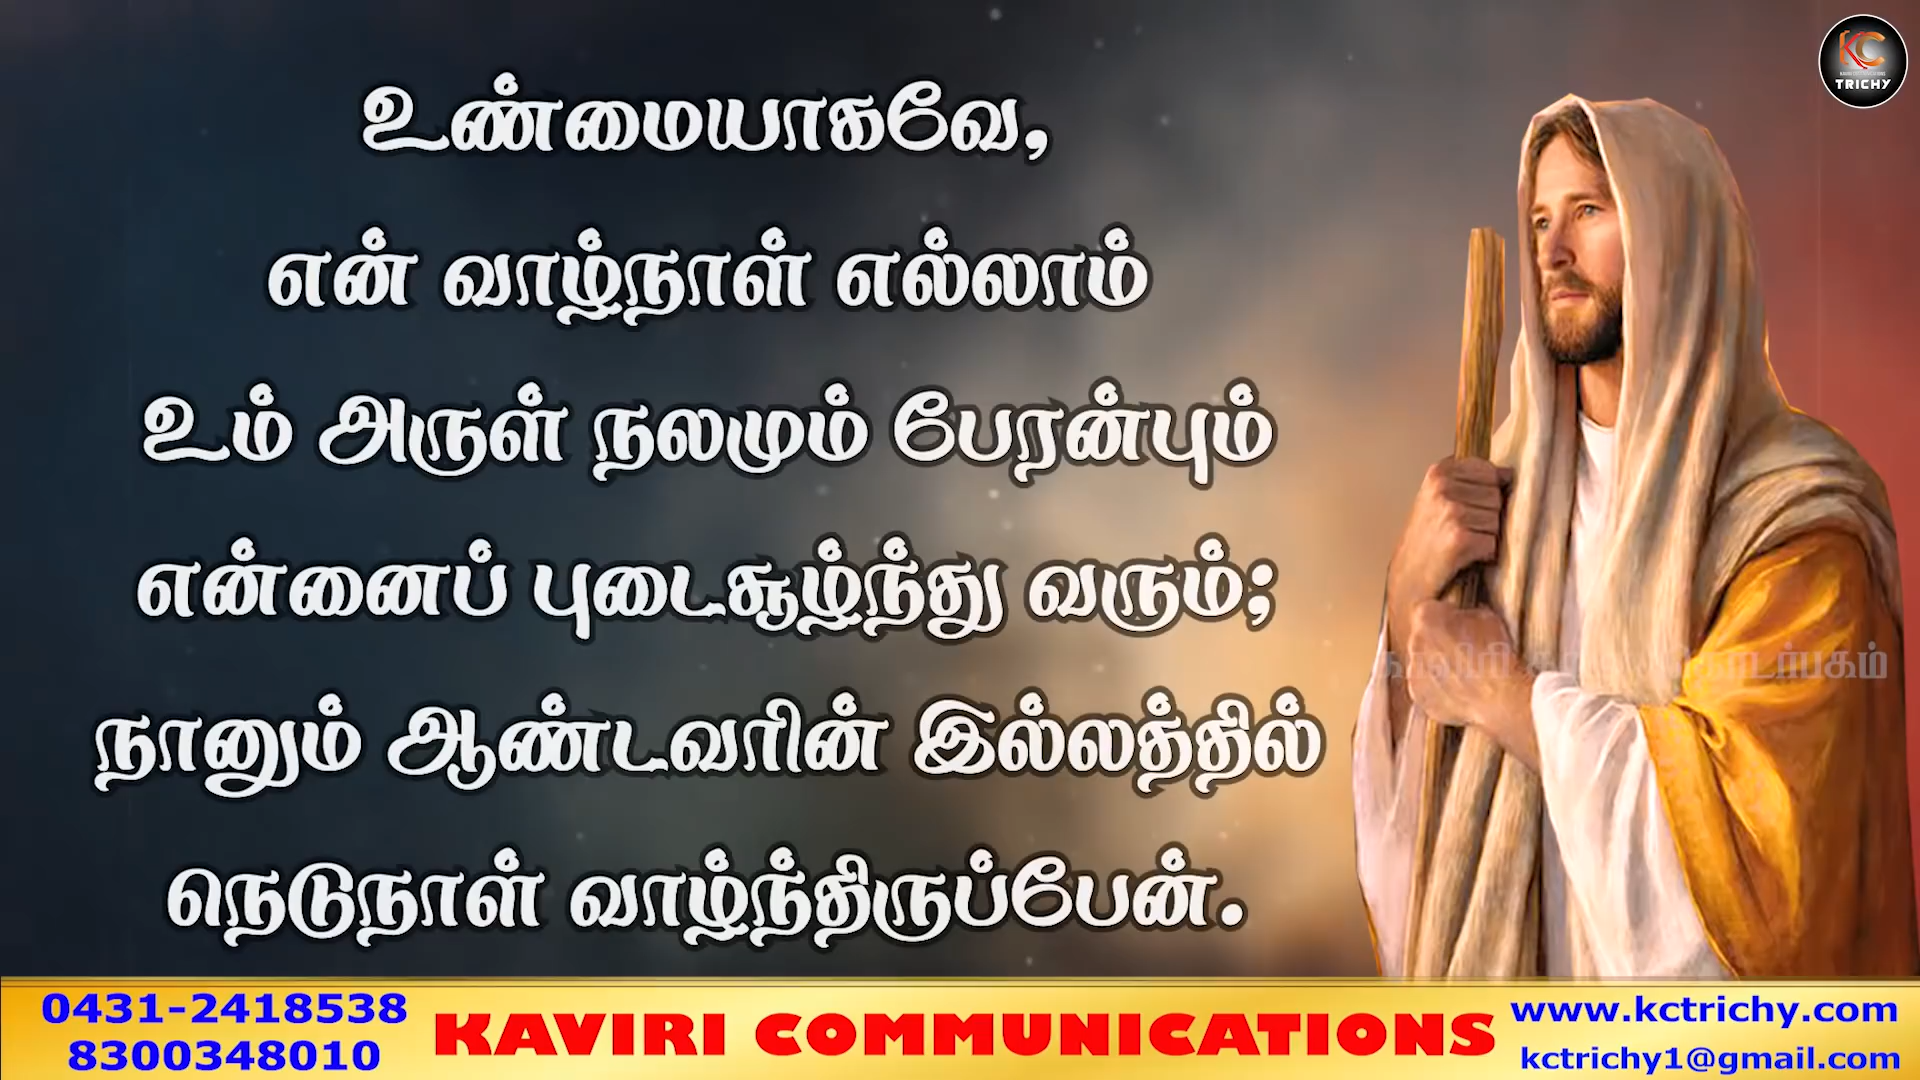 KC
TRICHY
உண்மையாகவே,
என் வாழ்நாள் எல்லாம்
உம் அருள் நலமும் பேரன்பும்
என்னைப் புடைசூழ்ந்து வரும்;
நானும் ஆண்டவரின் இல்லத்தில்
நெடுநாள் வாழ்ந்திருப்பேன்.
0431-2418538
8300348010
KAVIRI COMMUNICATIONS
www.kctrichy.com
kctrichy1@gmail.com